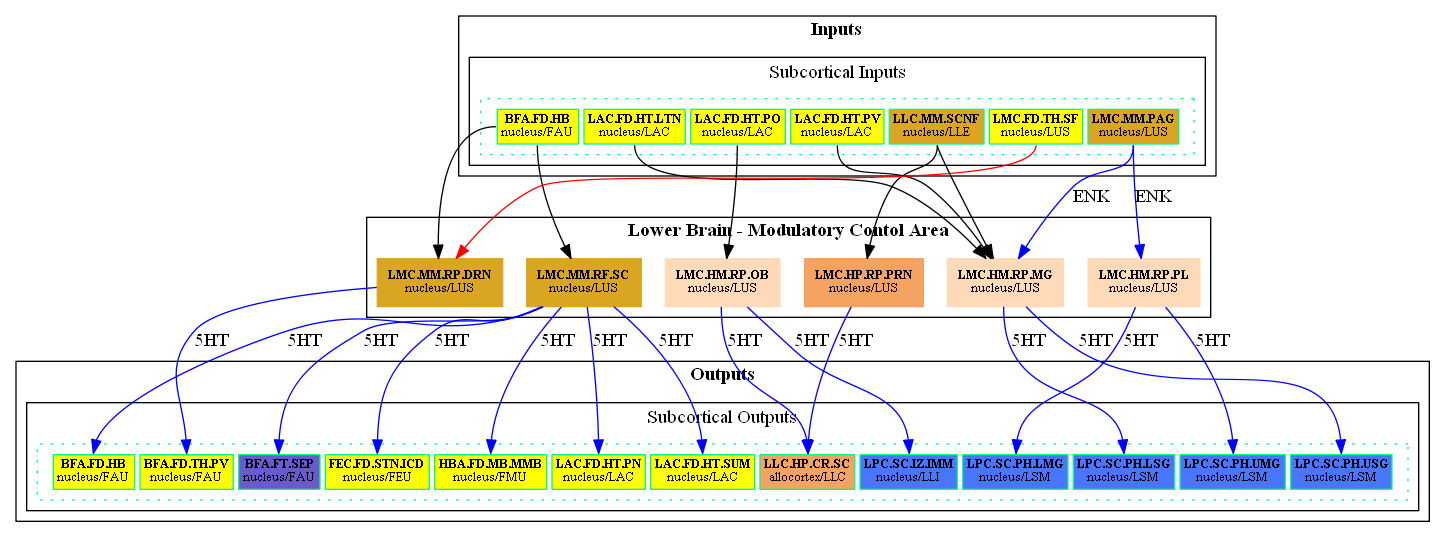 Inputs
Subcortical Inputs
BFA.FD.HB
nucleus/FAU
LAC.FD.HT.LTN
nucleus/LAC
LAC.FD.HT.PO
nucleus/LAC
LAC.FD.HT.PV
nucleus/LAC
LLC.MM.SCNF
nucleus/LLE
LMC.FD.TH.SF
nucleus/LUS
LMC.MM.PAG
nucleus/LUS
ENK
ENK
Lower Brain - Modulatory Contol Area
LMC.MM.RP.DRN
nucleus/LUS
LMC.MM.RF.SC
nucleus/LUS
LMC.HM.RP.OB
nucleus/LUS
LMC.HP.RP.PRN
nucleus/LUS
LMC.HM.RP.MG
nucleus/LUS
LMC.HM.RP.PL
nucleus/LUS
5HT
5HT
5HT
5HT
5HT
5HT
5HT
5HT
5HT
5HT
5HT
5HT
5HT
5HT
Outputs
Subcortical Outputs
BFA.FD.HB
nucleus/FAU
BFA.FD.TH.PV
nucleus/FAU
BFA.FT.SEP
nucleus/FAU
FEC.FD.STN.ICD
nucleus/FEU
HBA.FD.MB.MMB
nucleus/FMU
LAC.FD.HT.PN
nucleus/LAC
LAC.FD.HT.SUM
nucleus/LAC
LLC.HP.CR.SC
allocortex/LLC
LPC.SC.IZ.IMM
nucleus/LLI
LPC.SC.PH.LMG
nucleus/LSM
LPC.SC.PH.LSG
nucleus/LSM
LPC.SC.PH.UMG
nucleus/LSM
LPC.SC.PH.USG
nucleus/LSM